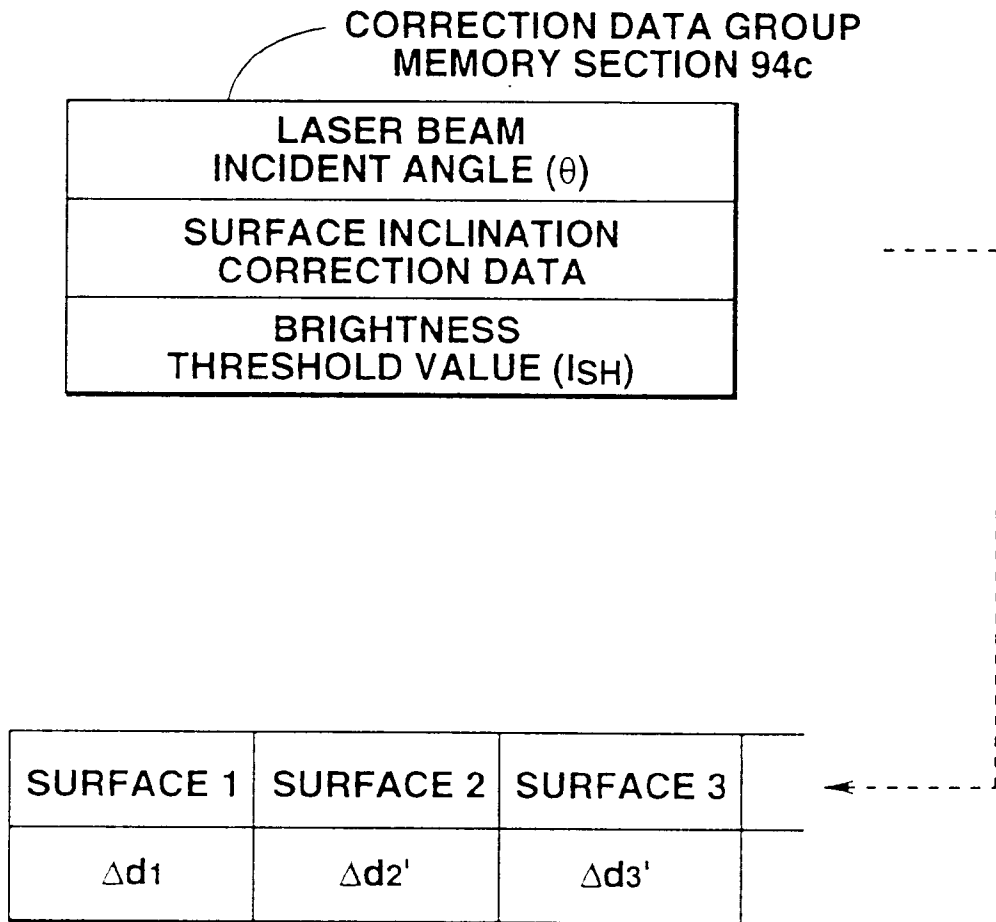 CORRECTION DATA GROUP
MEMORY SECTION 94c
LASER BEAM
INCIDENT ANGLE (θ)
SURFACE INCLINATION
CORRECTION DATA
BRIGHTNESS
THRESHOLD VALUE (ISH)
SURFACE 1 SURFACE 2 SURFACE 3
Δd1 Δd2' Δd3'